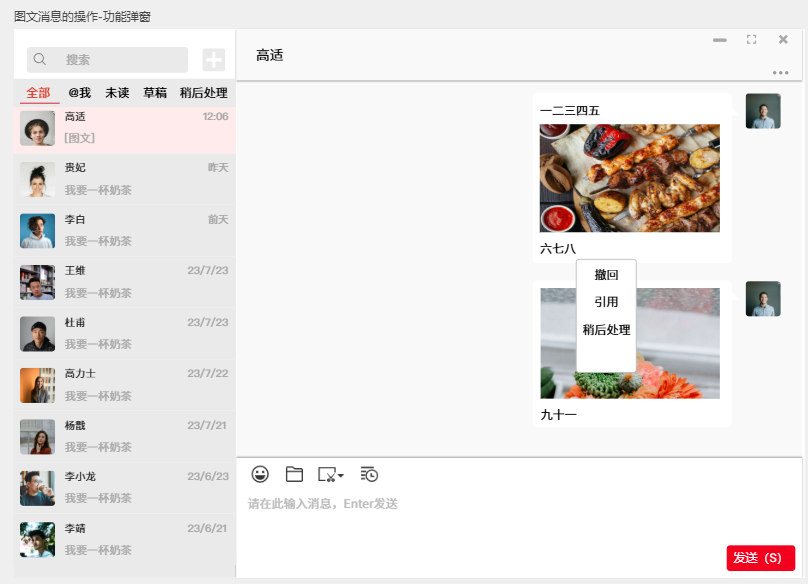 图文消息的操作-功能弹窗
搜索
全部 @我 未读 草稿 稍后处理
高适 12:06
[图文]
贵妃 昨天
我要一杯奶茶
李白 前天
我要一杯奶茶
王维 23/7/23
我要一杯奶茶
杜甫 23/7/23
我要一杯奶茶
高力士 23/7/22
我要一杯奶茶
杨戬 23/7/21
我要一杯奶茶
李小龙 23/6/23
我要一杯奶茶
李靖 23/6/21
我要一杯奶茶
高适
一二三四五
六七八
撤回
引用
稍后处理
九十一
请在此输入消息，Enter发送
发送（S）